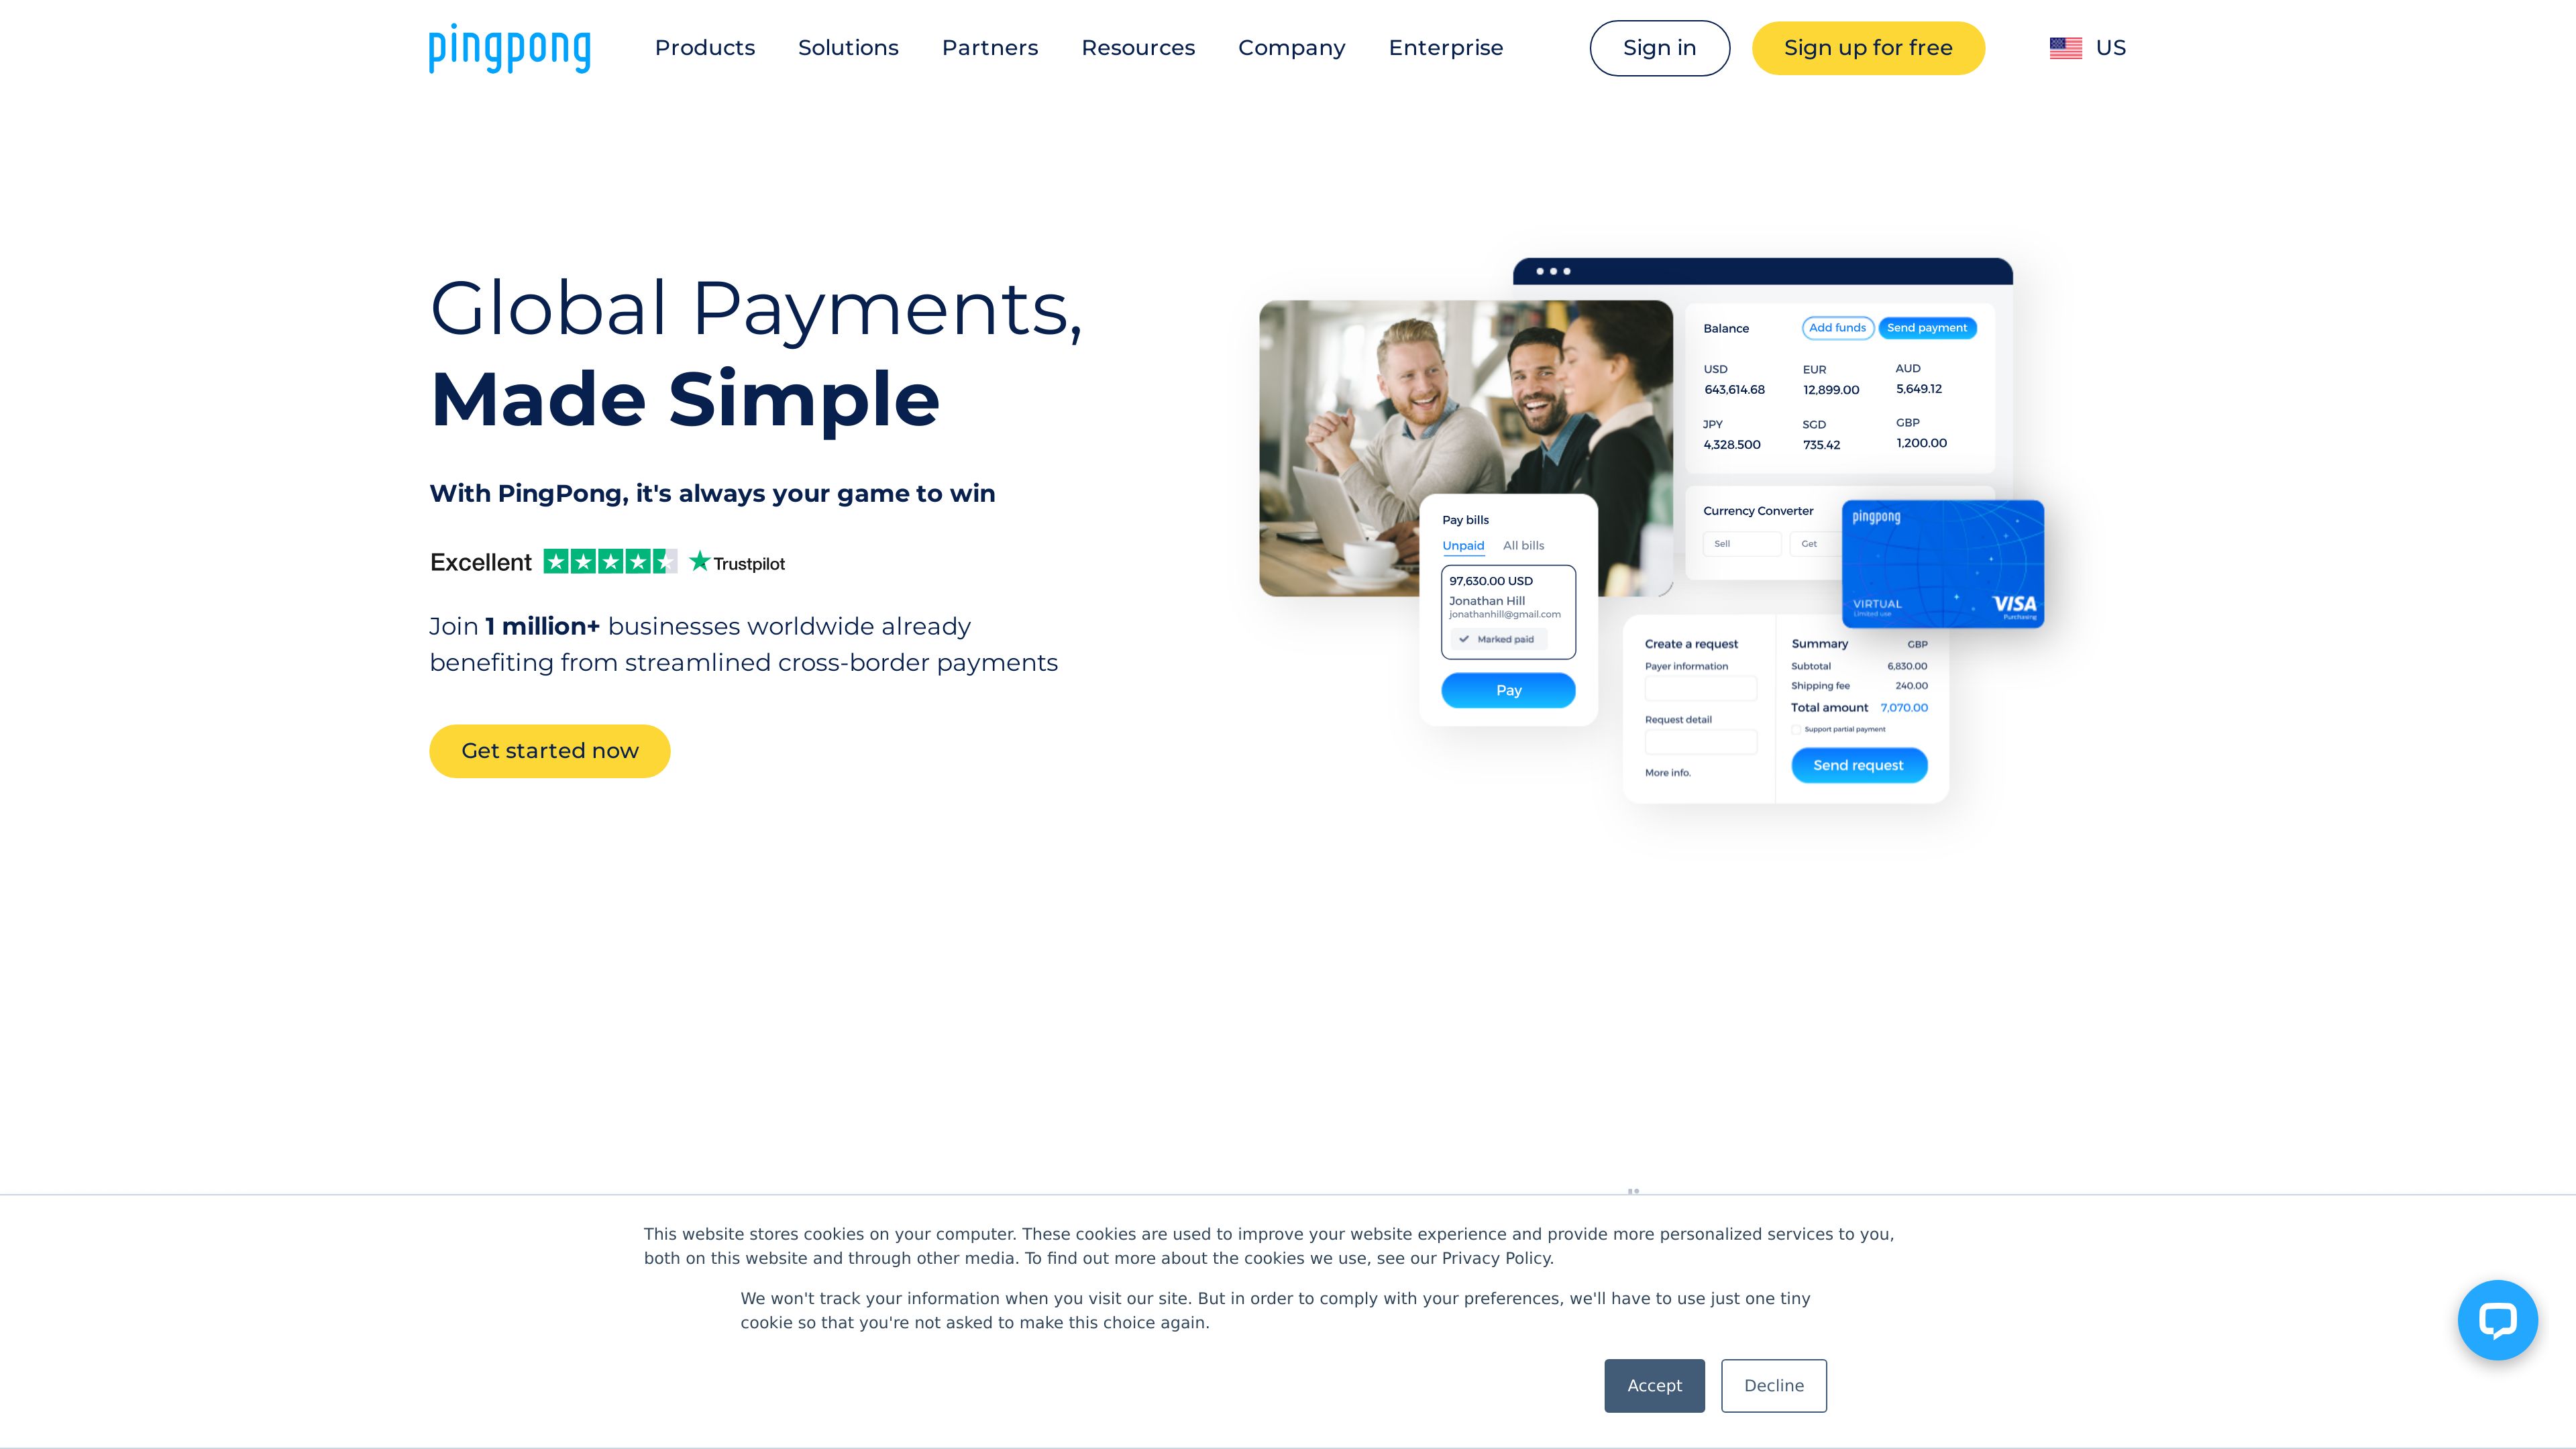 pingpong
Products
Solutions
Partners
Resources
Company
Enterprise
Sign in
Sign up for free
US
Global Payments,
Made Simple
With PingPong, it's always your game to win
Excellent
Trustpilot
Join 1 million+ businesses worldwide already
benefiting from streamlined cross-border payments
Get started now
Balance
Add funds
Send payment
USD
EUR
AUD
643,614.68
12,899.00
5,649.12
JPY
SGD
GBP
4,328.500
735.42
1,200.00
Currency Converter
Sell
Get
pingpong
VIRTUAL
Limited use
VISA
Purchasing
Pay bills
Unpaid
All bills
97,630.00 USD
Jonathan Hill
jonathanhill@gmail.com
Marked paid
Pay
Create a request
Payer information
Request detail
More info.
Summary
GBP
Subtotal
6,830.00
Shipping fee
240.00
Total amount
7,070.00
Support partial payment
Send request
This website stores cookies on your computer. These cookies are used to improve your website experience and provide more personalized services to you,
both on this website and through other media. To find out more about the cookies we use, see our Privacy Policy.
We won't track your information when you visit our site. But in order to comply with your preferences, we'll have to use just one tiny
cookie so that you're not asked to make this choice again.
Accept
Decline